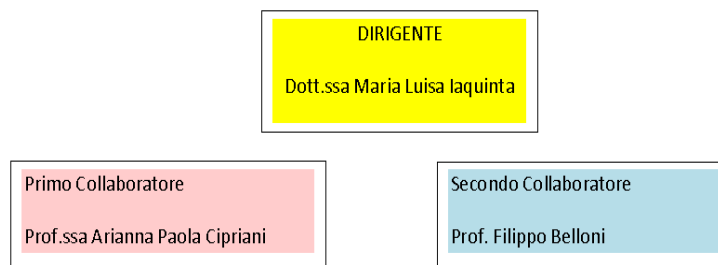 DIRIGENTE
Dott.ssa Maria Luisa Iaquinta
Primo Collaboratore
Prof.ssa Arianna Paola Cipriani
Secondo Collaboratore
Prof. Filippo Belloni